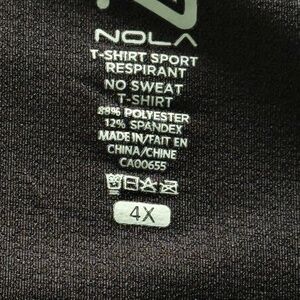 NOLA
T-SHIRT SPORT
RESPIRANT
NO SWEAT
T-SHIRT
88% POLYESTER
12% SPANDEX
MADE IN/FAIT EN
CHINA/CHINE
CA00655
4X